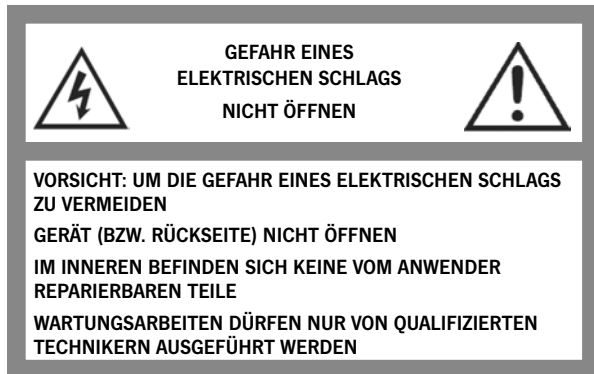 GEFAHR EINES
ELEKTRISCHEN SCHLAGS
NICHT ÖFFNEN
VORSICHT: UM DIE GEFAHR EINES ELEKTRISCHEN SCHLAGS
ZU VERMEIDEN
GERÄT (BZW. RÜCKSEITE) NICHT ÖFFNEN
IM INNEREN BEFINDEN SICH KEINE VOM ANWENDER
REPARIERBAREN TEILE
WARTUNGSARBEITEN DÜRFEN NUR VON QUALIFIZIERTEN
TECHNIKERN AUSGEFÜHRT WERDEN